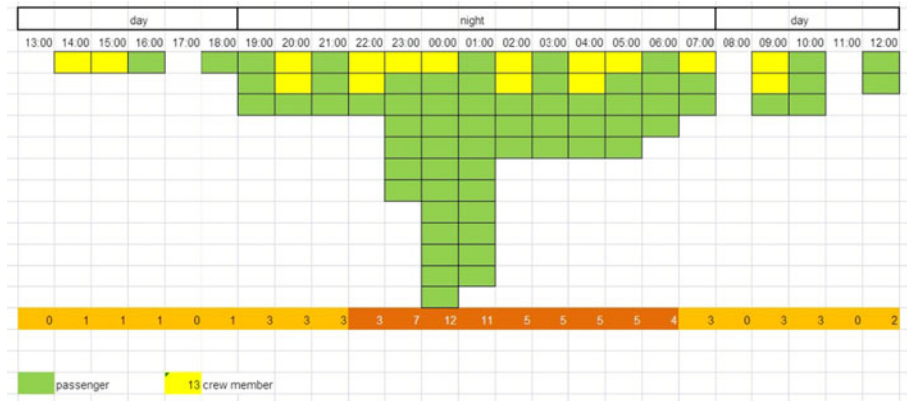 day night day
13:00 14:00 15:00 16:00 17:00 18:00 19:00 20:00 21:00 22:00 23:00 00:00 01:00 02:00 03:00 04:00 05:00 06:00 07:00 08:00 09:00 10:00 11:00 12:00
0 1 1 1 0 1 3 3 3 3 7 12 11 5 5 5 5 4 3 0 3 3 0 2
passenger 13 crew member